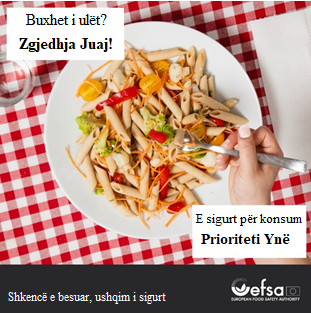 Buxhet i ulët?
Zgjedhja Juaj!
E sigurt për konsum
Prioriteti Ynë
Shkencë e besuar, ushqim i sigurt
efsa
EUROPEAN FOOD SAFETY AUTHORITY